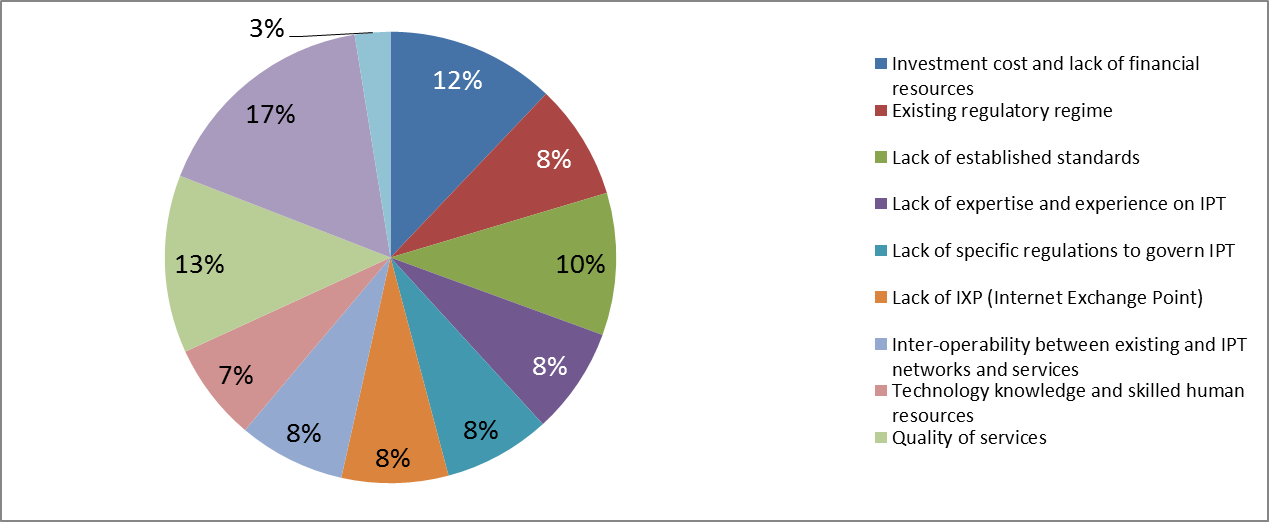 3%
12%
17%
8%
13%
10%
7%
8%
8%
8%
8%
Investment cost and lack of financial
resources
Existing regulatory regime
Lack of established standards
Lack of expertise and experience on IPT
Lack of specific regulations to govern IPT
Lack of IXP (Internet Exchange Point)
Inter-operability between existing and IPT
networks and services
Technology knowledge and skilled human
resources
Quality of services